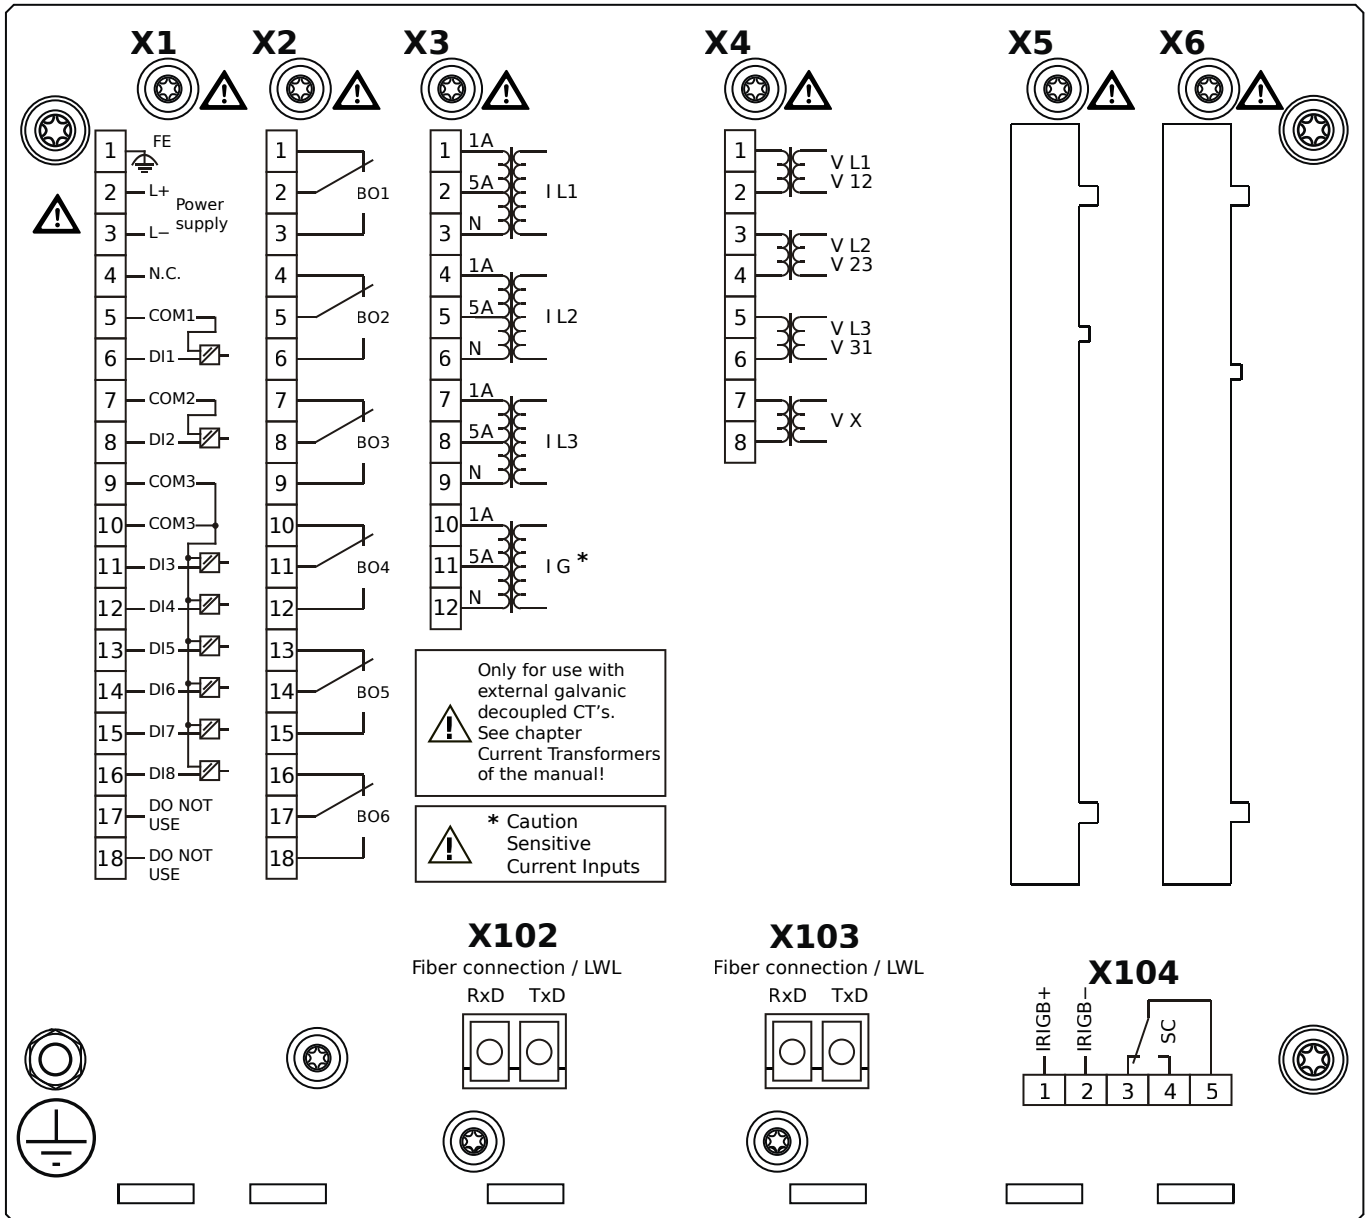 X1 X2 X3 X4 X5 X6
1 FE
2 L+
Power
supply
3 L−
4 N.C.
5 COM1
6 DI1
7 COM2
8 DI2
9 COM3
10 COM3
11 DI3
12 DI4
13 DI5
14 DI6
15 DI7
16 DI8
17 DO NOT
USE
18 DO NOT
USE
1
2 BO1
3
4
5 BO2
6
7
8 BO3
9
10
11 BO4
12
13
14 BO5
15
16
17 BO6
18
1 1A
2 5A I L1
3 N
4 1A
5 5A I L2
6 N
7 1A
8 5A I L3
9 N
10 1A
11 5A I G *
12 N
Only for use with
external galvanic
decoupled CT's.
See chapter
Current Transformers
of the manual!
* Caution
Sensitive
Current Inputs
1 V L1
2 V 12
3 V L2
4 V 23
5 V L3
6 V 31
7 V X
8
X102
Fiber connection / LWL
RxD TxD
X103
Fiber connection / LWL
RxD TxD
X104
IRIGB+ IRIGB− SC
1 2 3 4 5